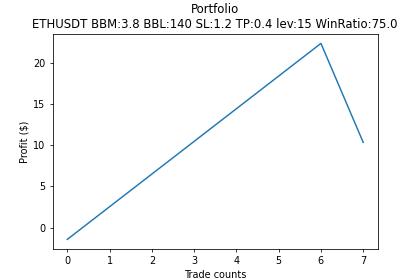 Portfolio
ETHUSDT BBM:3.8 BBL:140 SL:1.2 TP:0.4 lev:15 WinRatio:75.0
Profit ($)
20
15
10
5
0
0 1 2 3 4 5 6 7
Trade counts